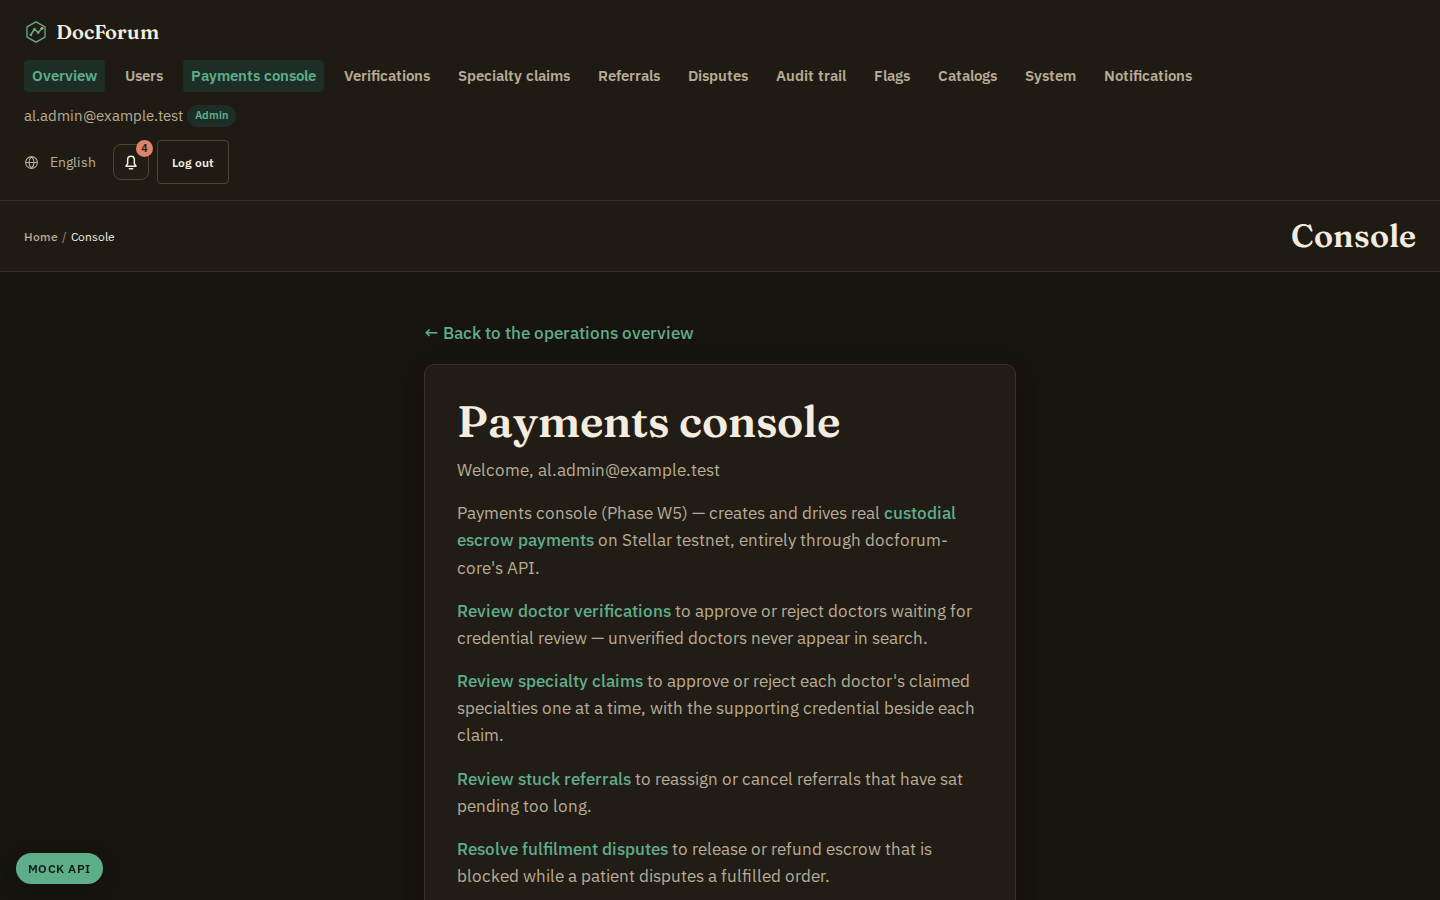 DocForum
Overview Users Payments console Verifications Specialty claims Referrals Disputes Audit trail Flags Catalogs System Notifications
al.admin@example.test Admin
English 4 Log out
Home / Console
Console
← Back to the operations overview
Payments console
Welcome, al.admin@example.test
Payments console (Phase W5) — creates and drives real custodial
escrow payments on Stellar testnet, entirely through docforum-
core's API.
Review doctor verifications to approve or reject doctors waiting for
credential review — unverified doctors never appear in search.
Review specialty claims to approve or reject each doctor's claimed
specialties one at a time, with the supporting credential beside each
claim.
Review stuck referrals to reassign or cancel referrals that have sat
pending too long.
Resolve fulfilment disputes to release or refund escrow that is
blocked while a patient disputes a fulfilled order.
MOCK API